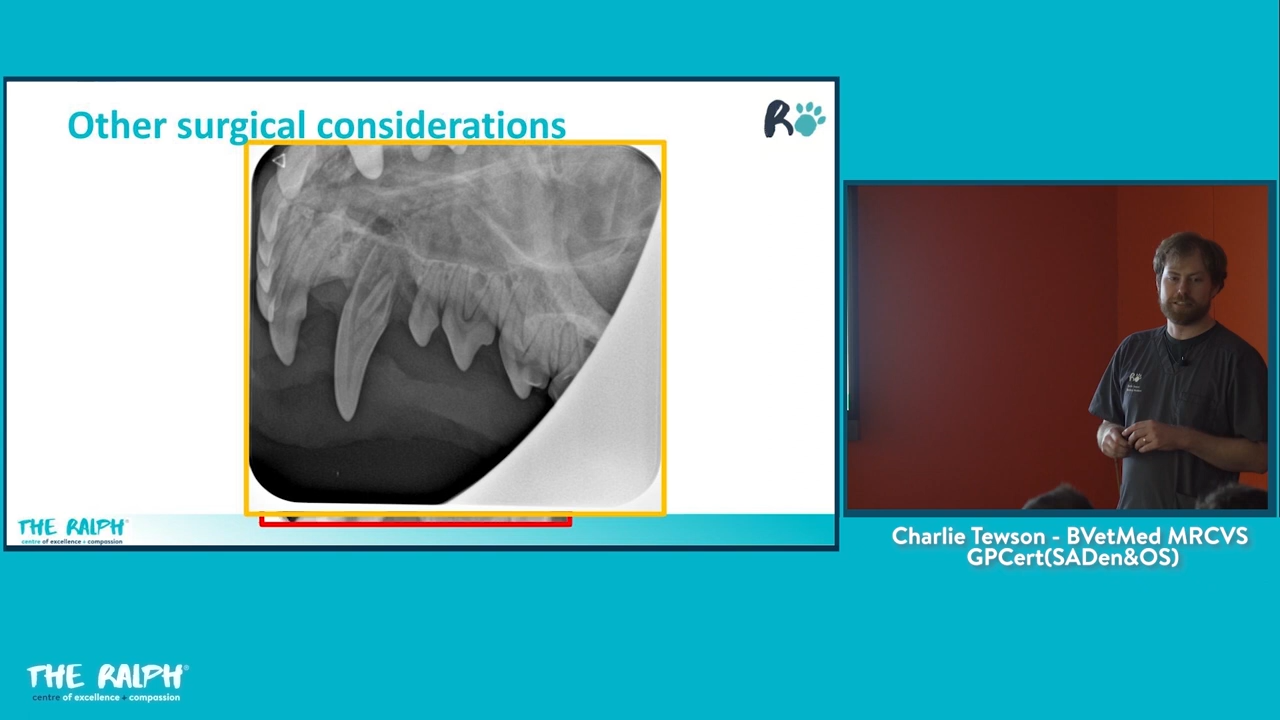 Other surgical considerations
R
THE RALPH®
centre of excellence + compassion
Charlie Tewson - BVetMed MRCVS
GPCert(SADen&OS)
THE RALPH®
centre of excellence + compassion